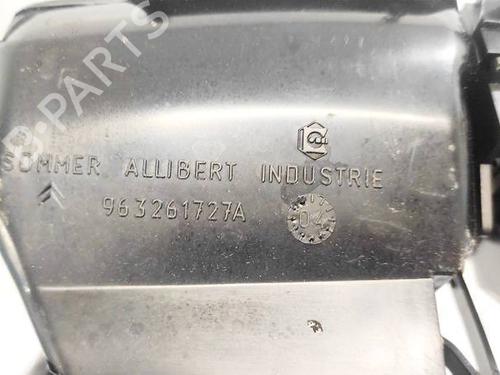 B-PARTS
SOMMER ALLIBERT INDUSTRIE
963261727A
04